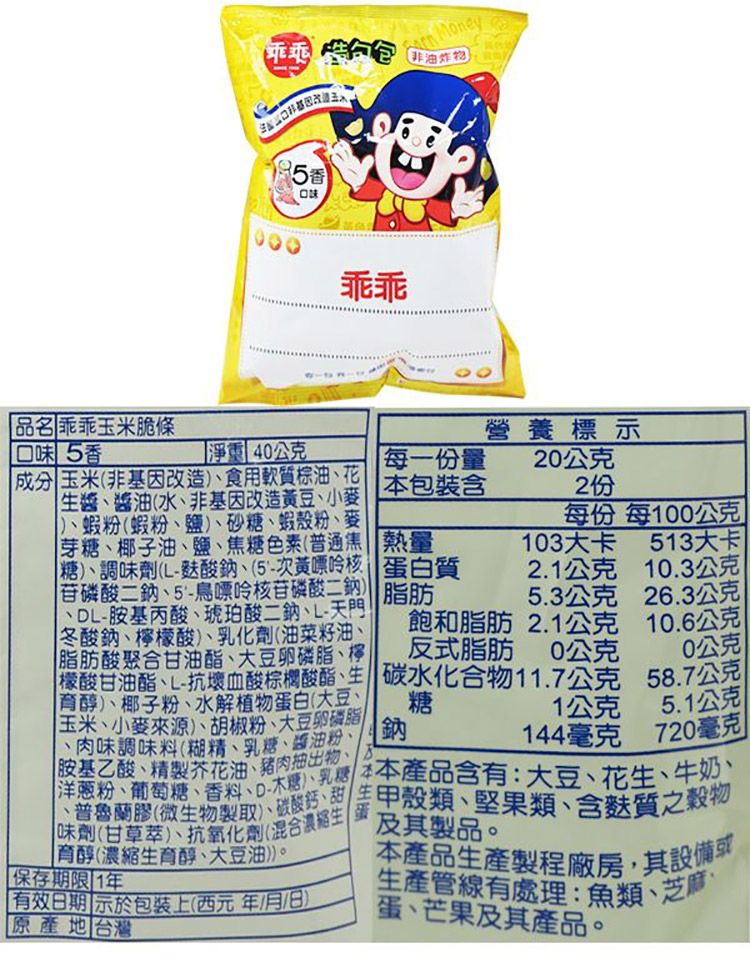 乖乖
SINCE 1968
非油炸物
5香
口味
乖乖
品名 乖乖玉米脆條
口味 5香 淨重 40公克
成分 玉米(非基因改造)、食用軟質棕油、花
生醬、醬油(水、非基因改造黃豆、小麥
)、蝦粉(蝦粉、鹽)、砂糖、蝦殼粉、麥
芽糖、椰子油、鹽、焦糖色素(普通焦
糖)、調味劑(L-麩酸鈉、(5'-次黃嘌呤核
苷磷酸二鈉、5'-鳥嘌呤核苷磷酸二鈉)
、DL-胺基丙酸、琥珀酸二鈉、L-天門
冬酸鈉、檸檬酸)、乳化劑(油菜籽油、
脂肪酸聚合甘油酯、大豆卵磷脂、檸
檬酸甘油酯、L-抗壞血酸棕櫚酸酯、生
育醇)、椰子粉、水解植物蛋白(大豆、
玉米、小麥來源)、胡椒粉、大豆卵磷脂
、肉味調味料(糊精、乳糖、醬油粉、
胺基乙酸、精製芥花油、豬肉抽出物、
洋蔥粉、葡萄糖、香料、D-木糖)、乳糖
、普魯蘭膠(微生物製取)、碳酸鈣、甜
味劑(甘草萃)、抗氧化劑(混合濃縮生
育醇(濃縮生育醇、大豆油))。
保存期限 1年
有效日期 示於包裝上(西元 年/月/日)
原產地 台灣
營養標示
每一份量 20公克
本包裝含 2份
每份 每100公克
熱量 103大卡 513大卡
蛋白質 2.1公克 10.3公克
脂肪 5.3公克 26.3公克
飽和脂肪 2.1公克 10.6公克
反式脂肪 0公克 0公克
碳水化合物 11.7公克 58.7公克
糖 1公克 5.1公克
鈉 144毫克 720毫克
本產品含有：大豆、花生、牛奶、
甲殼類、堅果類、含麩質之穀物
及其製品。
本產品生產製程廠房，其設備或
生產管線有處理：魚類、芝麻、
蛋、芒果及其產品。